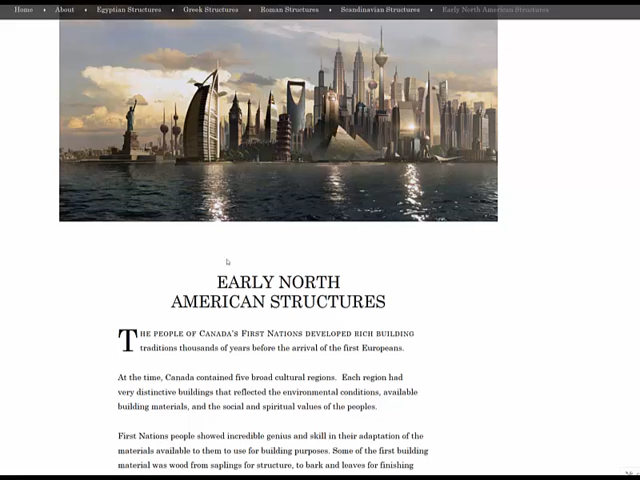 Home ♦ About ♦ Egyptian Structures ♦ Greek Structures ♦ Roman Structures ♦ Scandinavian Structures ♦ Early North American Structures
EARLY NORTH
AMERICAN STRUCTURES
THE PEOPLE OF CANADA'S FIRST NATIONS DEVELOPED RICH BUILDING
traditions thousands of years before the arrival of the first Europeans.
At the time, Canada contained five broad cultural regions. Each region had
very distinctive buildings that reflected the environmental conditions, available
building materials, and the social and spiritual values of the peoples.
First Nations people showed incredible genius and skill in their adaptation of the
materials available to them to use for building purposes. Some of the first building
material was wood from saplings for structure, to bark and leaves for finishing